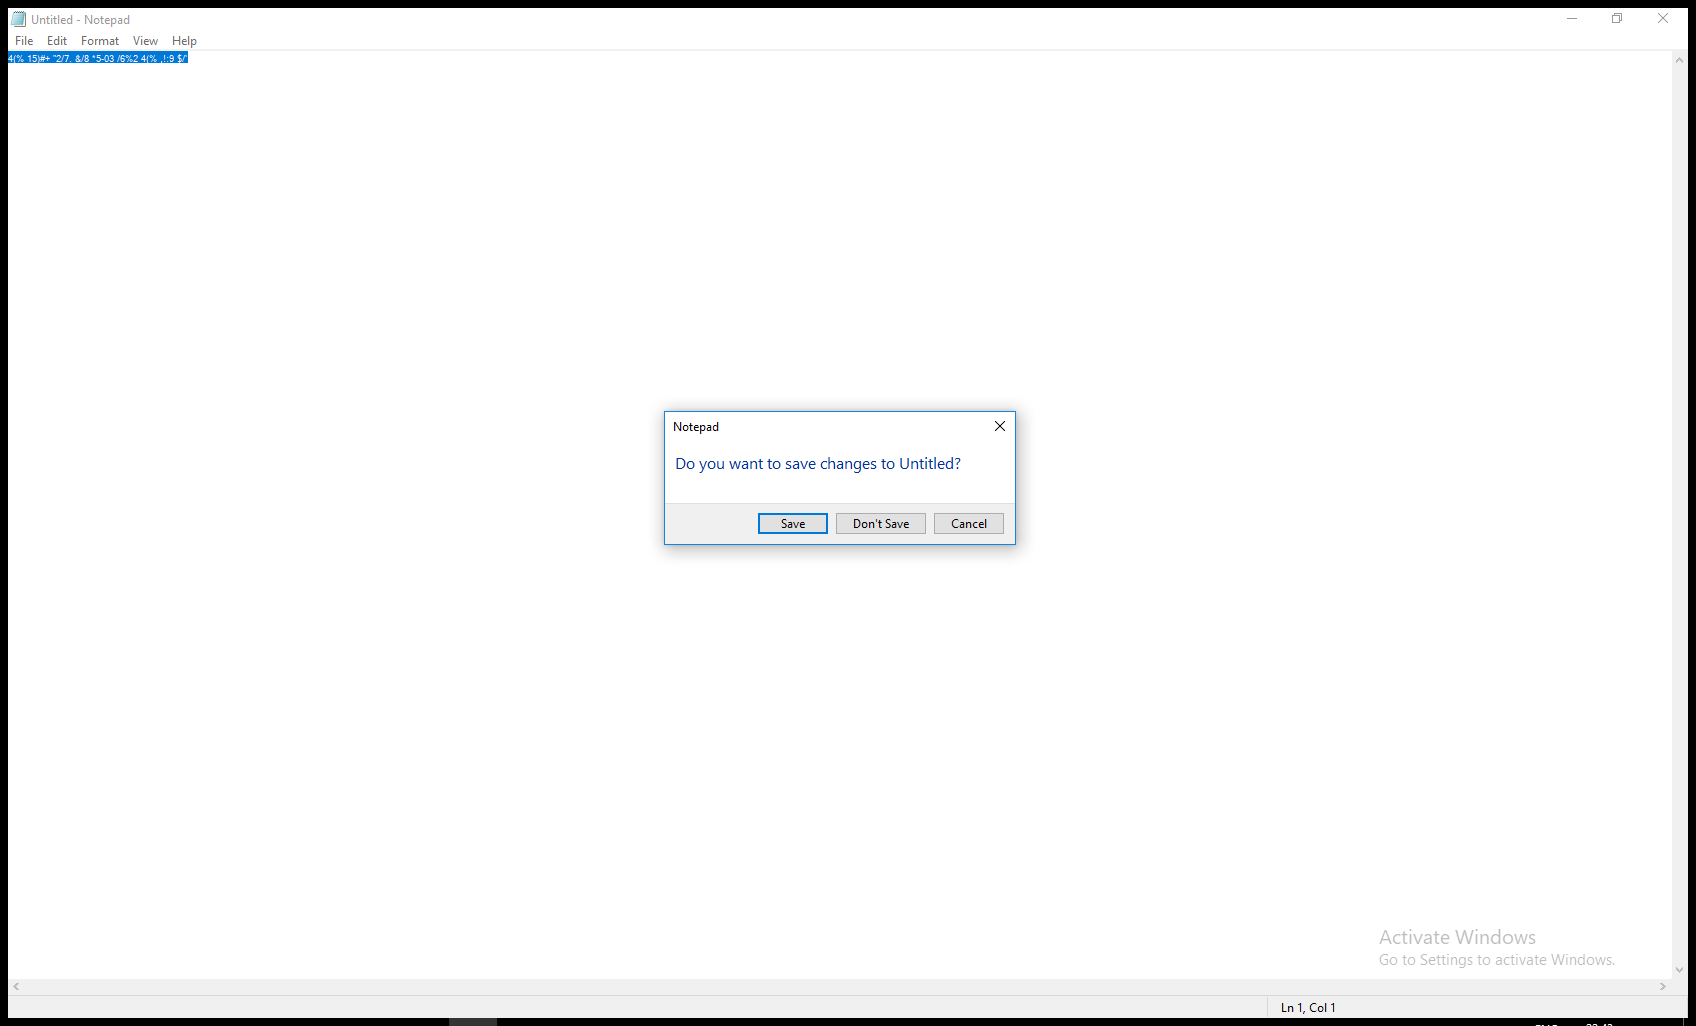 Untitled - Notepad
File Edit Format View Help
4(% 15)#+ "2/7. &/8 *5-03 /6%2 4(% ,!:9 $/'
Notepad
Do you want to save changes to Untitled?
Save Don't Save Cancel
Activate Windows
Go to Settings to activate Windows.
Ln 1, Col 1